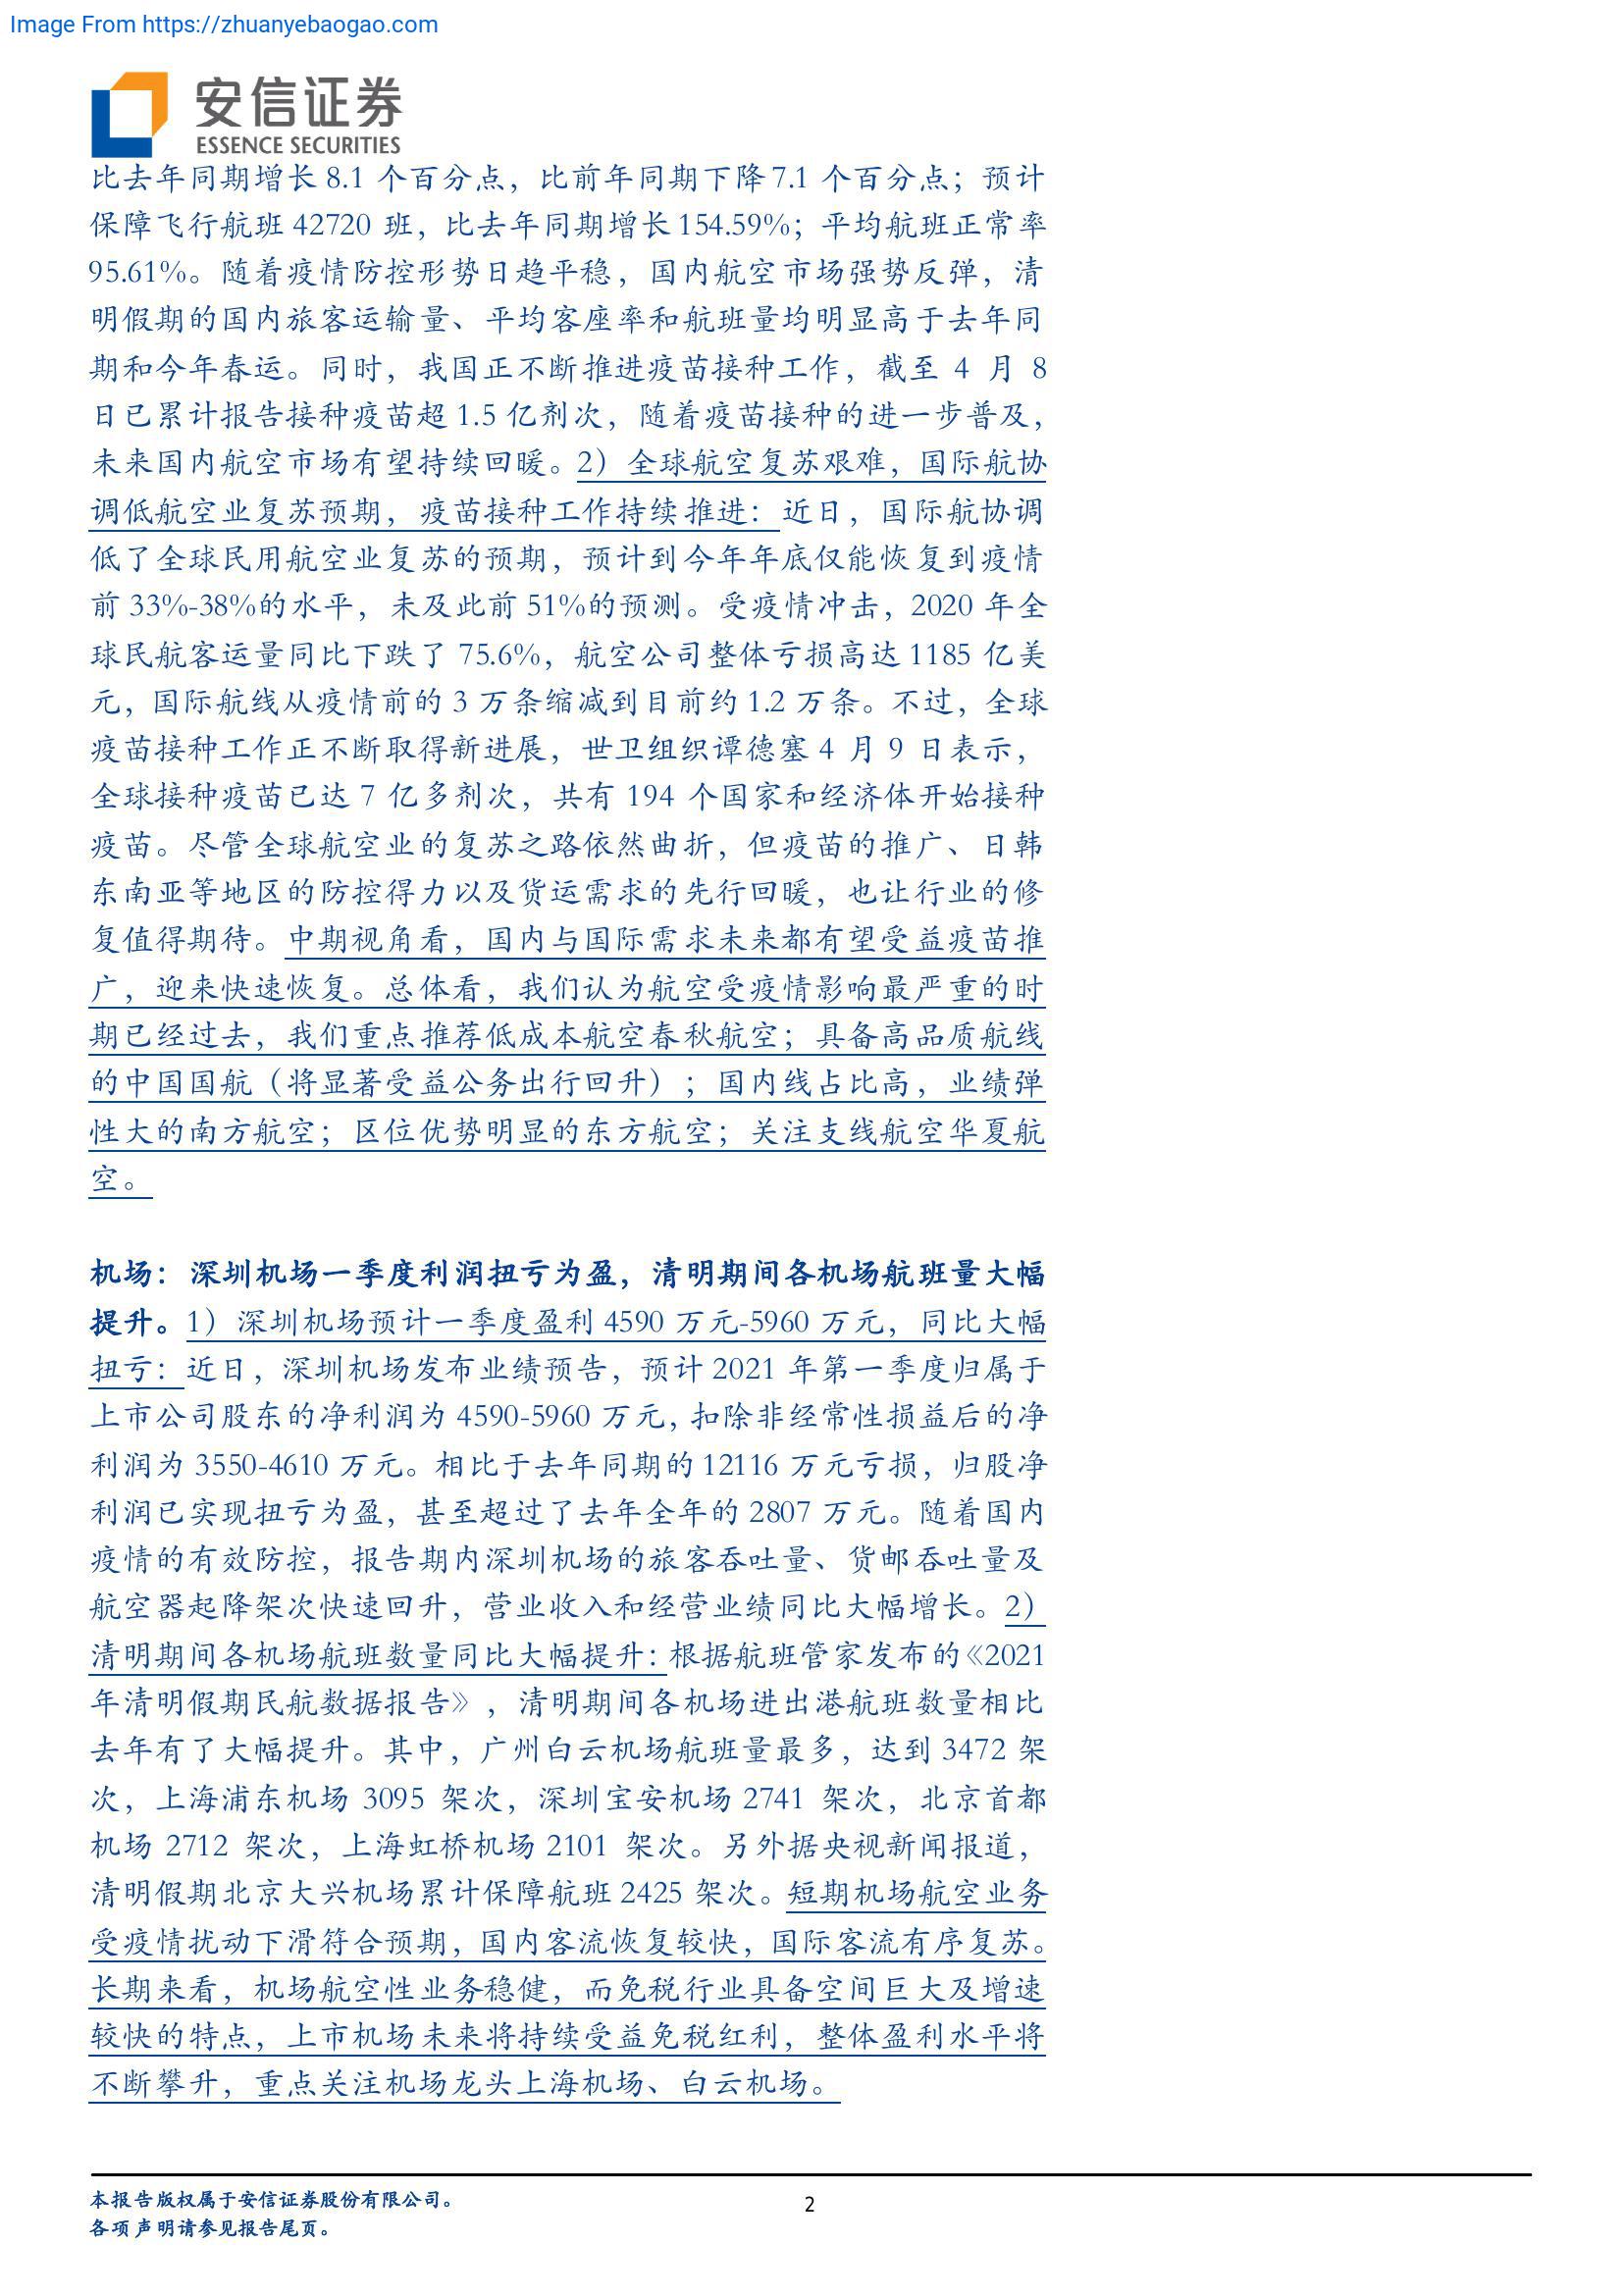 Image From https://zhuanyebaogao.com
安信证券
ESSENCE SECURITIES
比去年同期增长 8.1 个百分点，比前年同期下降 7.1 个百分点；预计
保障飞行航班 42720 班，比去年同期增长 154.59%；平均航班正常率
95.61%。随着疫情防控形势日趋平稳，国内航空市场强势反弹，清
明假期的国内旅客运输量、平均客座率和航班量均明显高于去年同
期和今年春运。同时，我国正不断推进疫苗接种工作，截至 4 月 8
日已累计报告接种疫苗超 1.5 亿剂次，随着疫苗接种的进一步普及，
未来国内航空市场有望持续回暖。2）全球航空复苏艰难，国际航协
调低航空业复苏预期，疫苗接种工作持续推进：近日，国际航协调
低了全球民用航空业复苏的预期，预计到今年年底仅能恢复到疫情
前 33%-38%的水平，未及此前 51%的预测。受疫情冲击，2020 年全
球民航客运量同比下跌了 75.6%，航空公司整体亏损高达 1185 亿美
元，国际航线从疫情前的 3 万条缩减到目前约 1.2 万条。不过，全球
疫苗接种工作正不断取得新进展，世卫组织谭德塞 4 月 9 日表示，
全球接种疫苗已达 7 亿多剂次，共有 194 个国家和经济体开始接种
疫苗。尽管全球航空业的复苏之路依然曲折，但疫苗的推广、日韩
东南亚等地区的防控得力以及货运需求的先行回暖，也让行业的修
复值得期待。中期视角看，国内与国际需求未来都有望受益疫苗推
广，迎来快速恢复。总体看，我们认为航空受疫情影响最严重的时
期已经过去，我们重点推荐低成本航空春秋航空；具备高品质航线
的中国国航（将显著受益公务出行回升）；国内线占比高，业绩弹
性大的南方航空；区位优势明显的东方航空；关注支线航空华夏航
空。
机场：深圳机场一季度利润扭亏为盈，清明期间各机场航班量大幅
提升。1）深圳机场预计一季度盈利 4590 万元-5960 万元，同比大幅
扭亏：近日，深圳机场发布业绩预告，预计 2021 年第一季度归属于
上市公司股东的净利润为 4590-5960 万元，扣除非经常性损益后的净
利润为 3550-4610 万元。相比于去年同期的 12116 万元亏损，归股净
利润已实现扭亏为盈，甚至超过了去年全年的 2807 万元。随着国内
疫情的有效防控，报告期内深圳机场的旅客吞吐量、货邮吞吐量及
航空器起降架次快速回升，营业收入和经营业绩同比大幅增长。2）
清明期间各机场航班数量同比大幅提升：根据航班管家发布的《2021
年清明假期民航数据报告》，清明期间各机场进出港航班数量相比
去年有了大幅提升。其中，广州白云机场航班量最多，达到 3472 架
次，上海浦东机场 3095 架次，深圳宝安机场 2741 架次，北京首都
机场 2712 架次，上海虹桥机场 2101 架次。另外据央视新闻报道，
清明假期北京大兴机场累计保障航班 2425 架次。短期机场航空业务
受疫情扰动下滑符合预期，国内客流恢复较快，国际客流有序复苏。
长期来看，机场航空性业务稳健，而免税行业具备空间巨大及增速
较快的特点，上市机场未来将持续受益免税红利，整体盈利水平将
不断攀升，重点关注机场龙头上海机场、白云机场。
本报告版权属于安信证券股份有限公司。
2
各项声明请参见报告尾页。